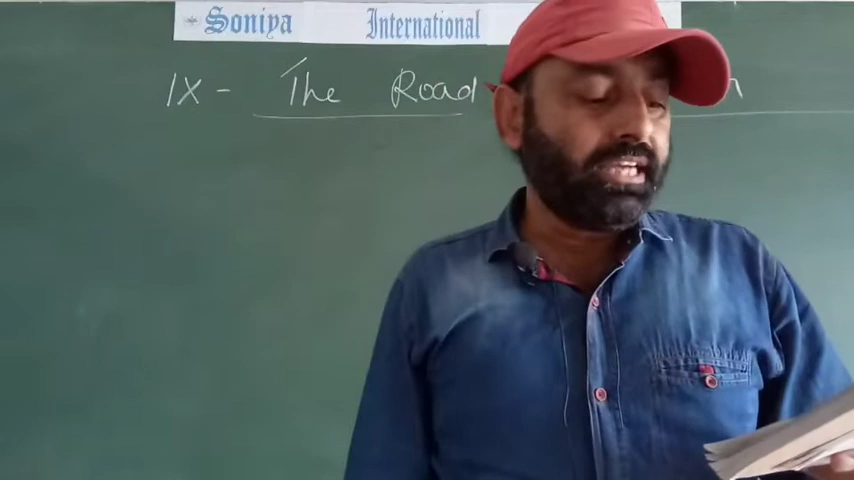 Soniya International
IX - The Road